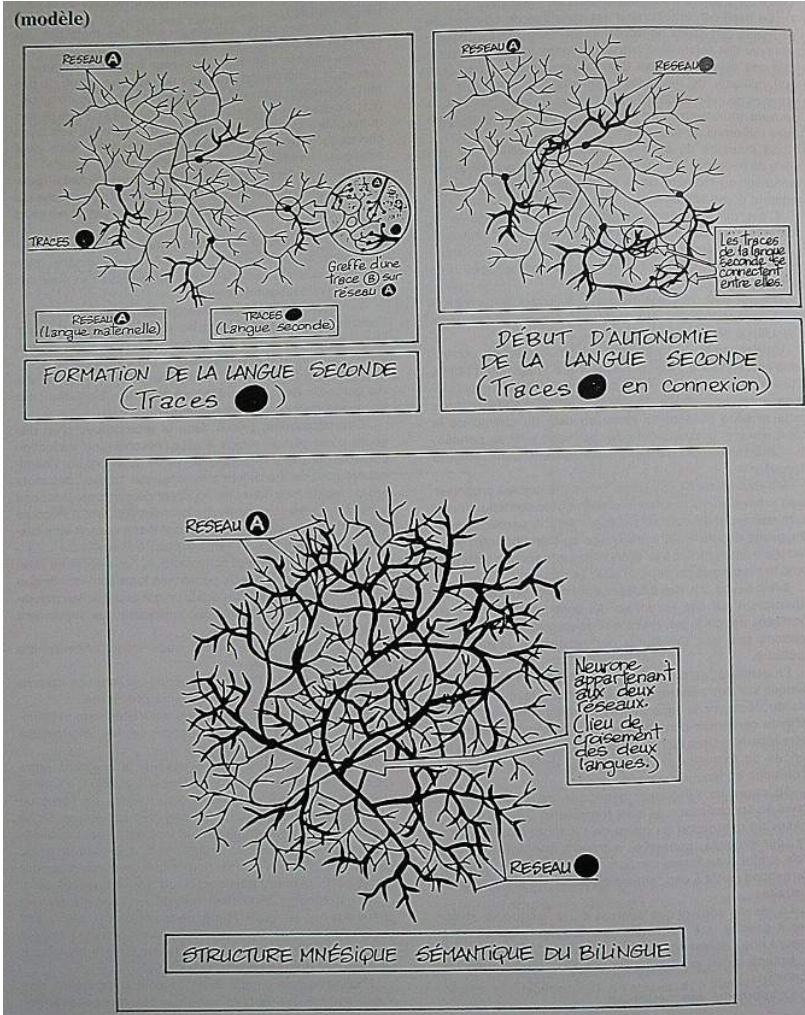 (modèle)
RESEAU A
TRACES
Greffe d'une
trace (B) sur
réseau A
RESEAU A
(Langue maternelle)
TRACES
(Langue seconde)
FORMATION DE LA LANGUE SECONDE
(Traces )
RESEAU A
RESEAU
Les traces
de la langue
seconde se
connectent
entre elles.
DÉBUT D'AUTONOMIE
DE LA LANGUE SECONDE
(Traces en connexion)
RESEAU A
Neurone
appartenant
aux deux
réseaux.
(lieu de
croisement
des deux
langues.)
RESEAU
STRUCTURE MNÉSIQUE SÉMANTIQUE DU BILINGUE